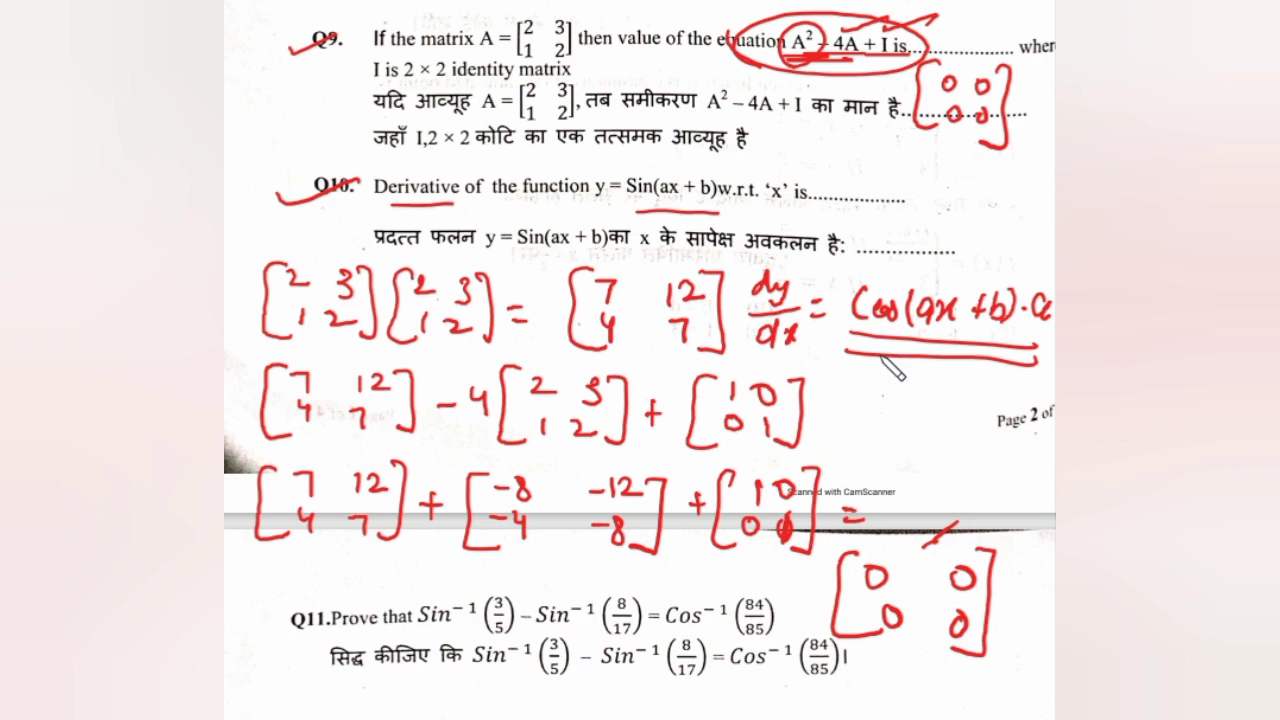 Q9. If the matrix A = [2 3 1 2] then value of the equation A² – 4A + I is..................... wher
I is 2 × 2 identity matrix
[0 0 0 0]
यदि आव्यूह A = [2 3 1 2], तब समीकरण A² – 4A + I का मान है........................
जहाँ I,2 × 2 कोटि का एक तत्समक आव्यूह है
Q10. Derivative of the function y = Sin(ax + b)w.r.t. ‘x’ is...................
प्रदत्त फलन y = Sin(ax + b)का x के सापेक्ष अवकलन है: ...................
[2 3 1 2] [2 3 1 2] = [7 12 4 7] dy/dx = Cos(ax + b)·a
[7 12 4 7] – 4 [2 3 1 2] + [1 0 0 1]
Page 2 of
[7 12 4 7] + [-8 -12 -4 -8] + [1 0 0 1] =
Scanned with CamScanner
[0 0 0 0]
Q11.Prove that Sin⁻¹ (3/5) – Sin⁻¹ (8/17) = Cos⁻¹ (84/85)
सिद्ध कीजिए कि Sin⁻¹ (3/5) – Sin⁻¹ (8/17) = Cos⁻¹ (84/85)।